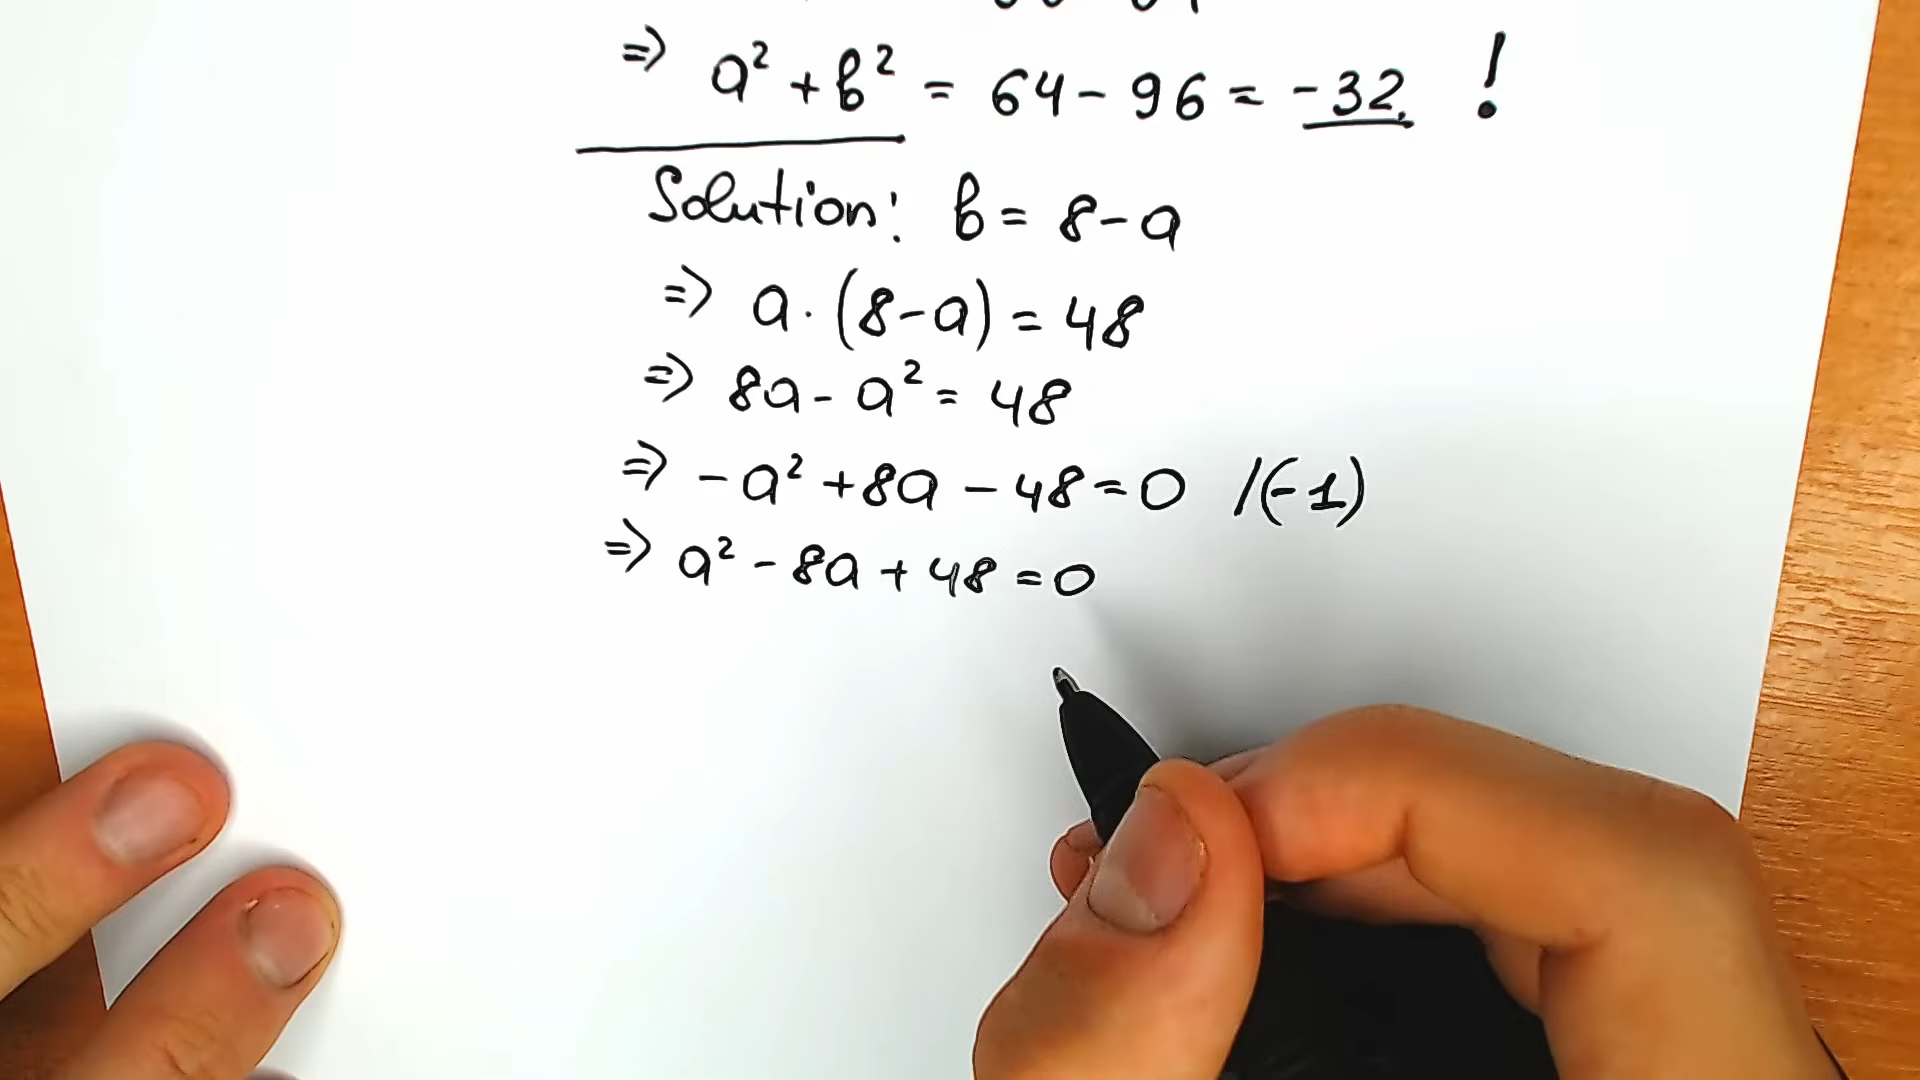 => a² + b² = 64 - 96 = -32. !
Solution: b = 8 - a
=> a · (8 - a) = 48
=> 8a - a² = 48
=> - a² + 8a - 48 = 0 /(-1)
=> a² - 8a + 48 = 0